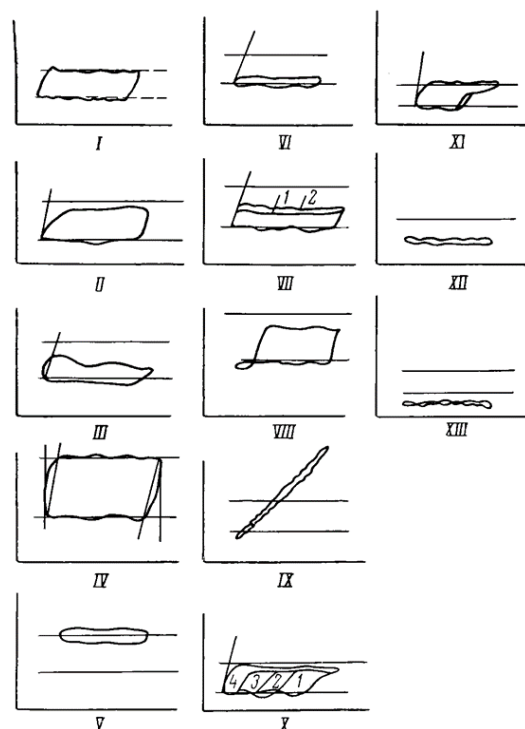 I VI XI
1 2
II VII XII
III VIII XIII
IV IX
4 3 2 1
V X